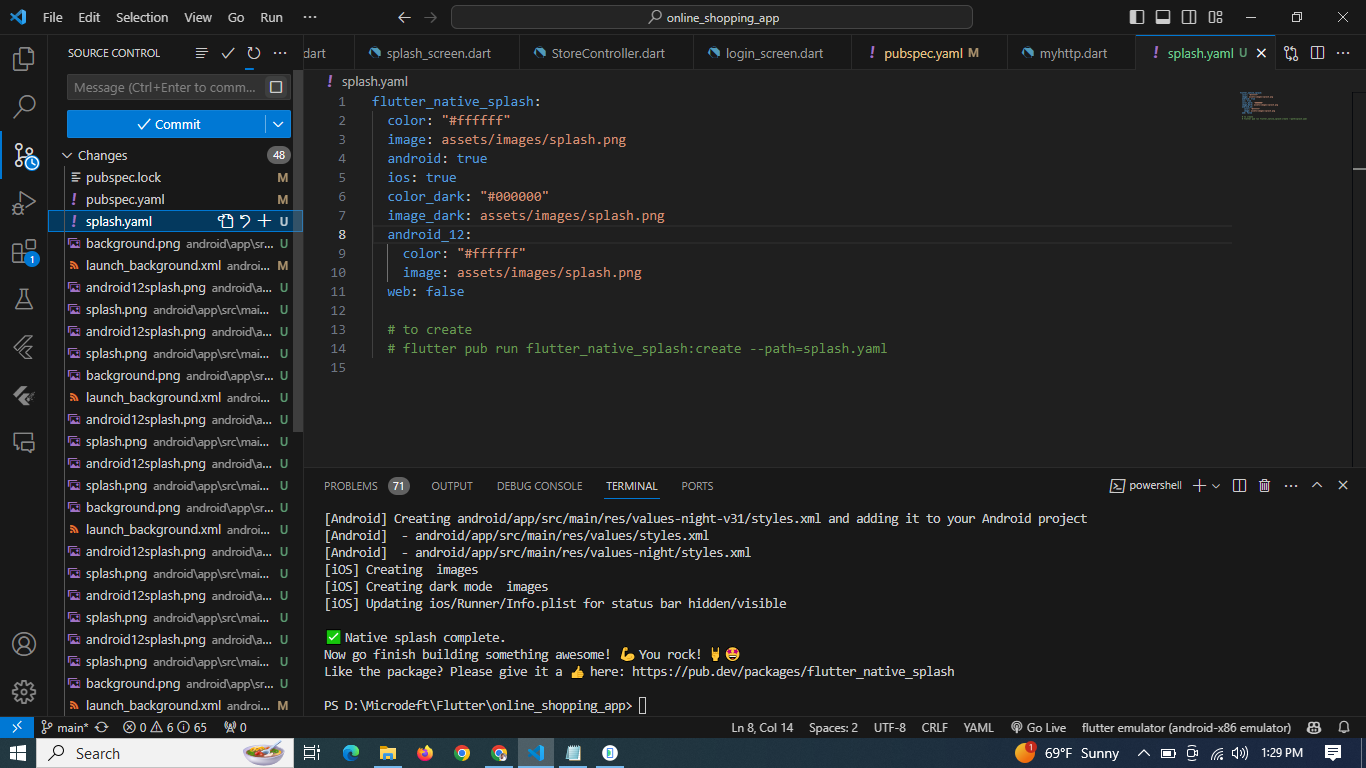 File Edit Selection View Go Run ···
online_shopping_app
SOURCE CONTROL
dart
splash_screen.dart
StoreController.dart
login_screen.dart
! pubspec.yaml M
myhttp.dart
! splash.yaml U
Message (Ctrl+Enter to comm...
Commit
Changes 48
pubspec.lock M
! pubspec.yaml M
! splash.yaml U
background.png android\app\sr... U
launch_background.xml androi... M
android12splash.png android\a... U
splash.png android\app\src\mai... U
android12splash.png android\a... U
splash.png android\app\src\mai... U
background.png android\app\sr... U
launch_background.xml androi... M
android12splash.png android\a... U
splash.png android\app\src\mai... U
android12splash.png android\a... U
splash.png android\app\src\mai... U
background.png android\app\sr... U
launch_background.xml androi... M
android12splash.png android\a... U
splash.png android\app\src\mai... U
android12splash.png android\a... U
splash.png android\app\src\mai... U
android12splash.png android\a... U
splash.png android\app\src\mai... U
background.png android\app\sr... U
launch_background.xml androi... M
1
! splash.yaml
1 flutter_native_splash:
2 color: "#ffffff"
3 image: assets/images/splash.png
4 android: true
5 ios: true
6 color_dark: "#000000"
7 image_dark: assets/images/splash.png
8 android_12:
9 color: "#ffffff"
10 image: assets/images/splash.png
11 web: false
12
13 # to create
14 # flutter pub run flutter_native_splash:create --path=splash.yaml
15
PROBLEMS 71 OUTPUT DEBUG CONSOLE TERMINAL PORTS
powershell
[Android] Creating android/app/src/main/res/values-night-v31/styles.xml and adding it to your Android project
[Android]  - android/app/src/main/res/values/styles.xml
[Android]  - android/app/src/main/res/values-night/styles.xml
[iOS] Creating  images
[iOS] Creating dark mode  images
[iOS] Updating ios/Runner/Info.plist for status bar hidden/visible
✅ Native splash complete.
Now go finish building something awesome! 💪 You rock! 🤘🤩
Like the package? Please give it a 👍 here: https://pub.dev/packages/flutter_native_splash
PS D:\Microdeft\Flutter\online_shopping_app>
main* 0 6 65 0
Ln 8, Col 14 Spaces: 2 UTF-8 CRLF YAML Go Live flutter emulator (android-x86 emulator)
Search
1 69°F Sunny
1:29 PM